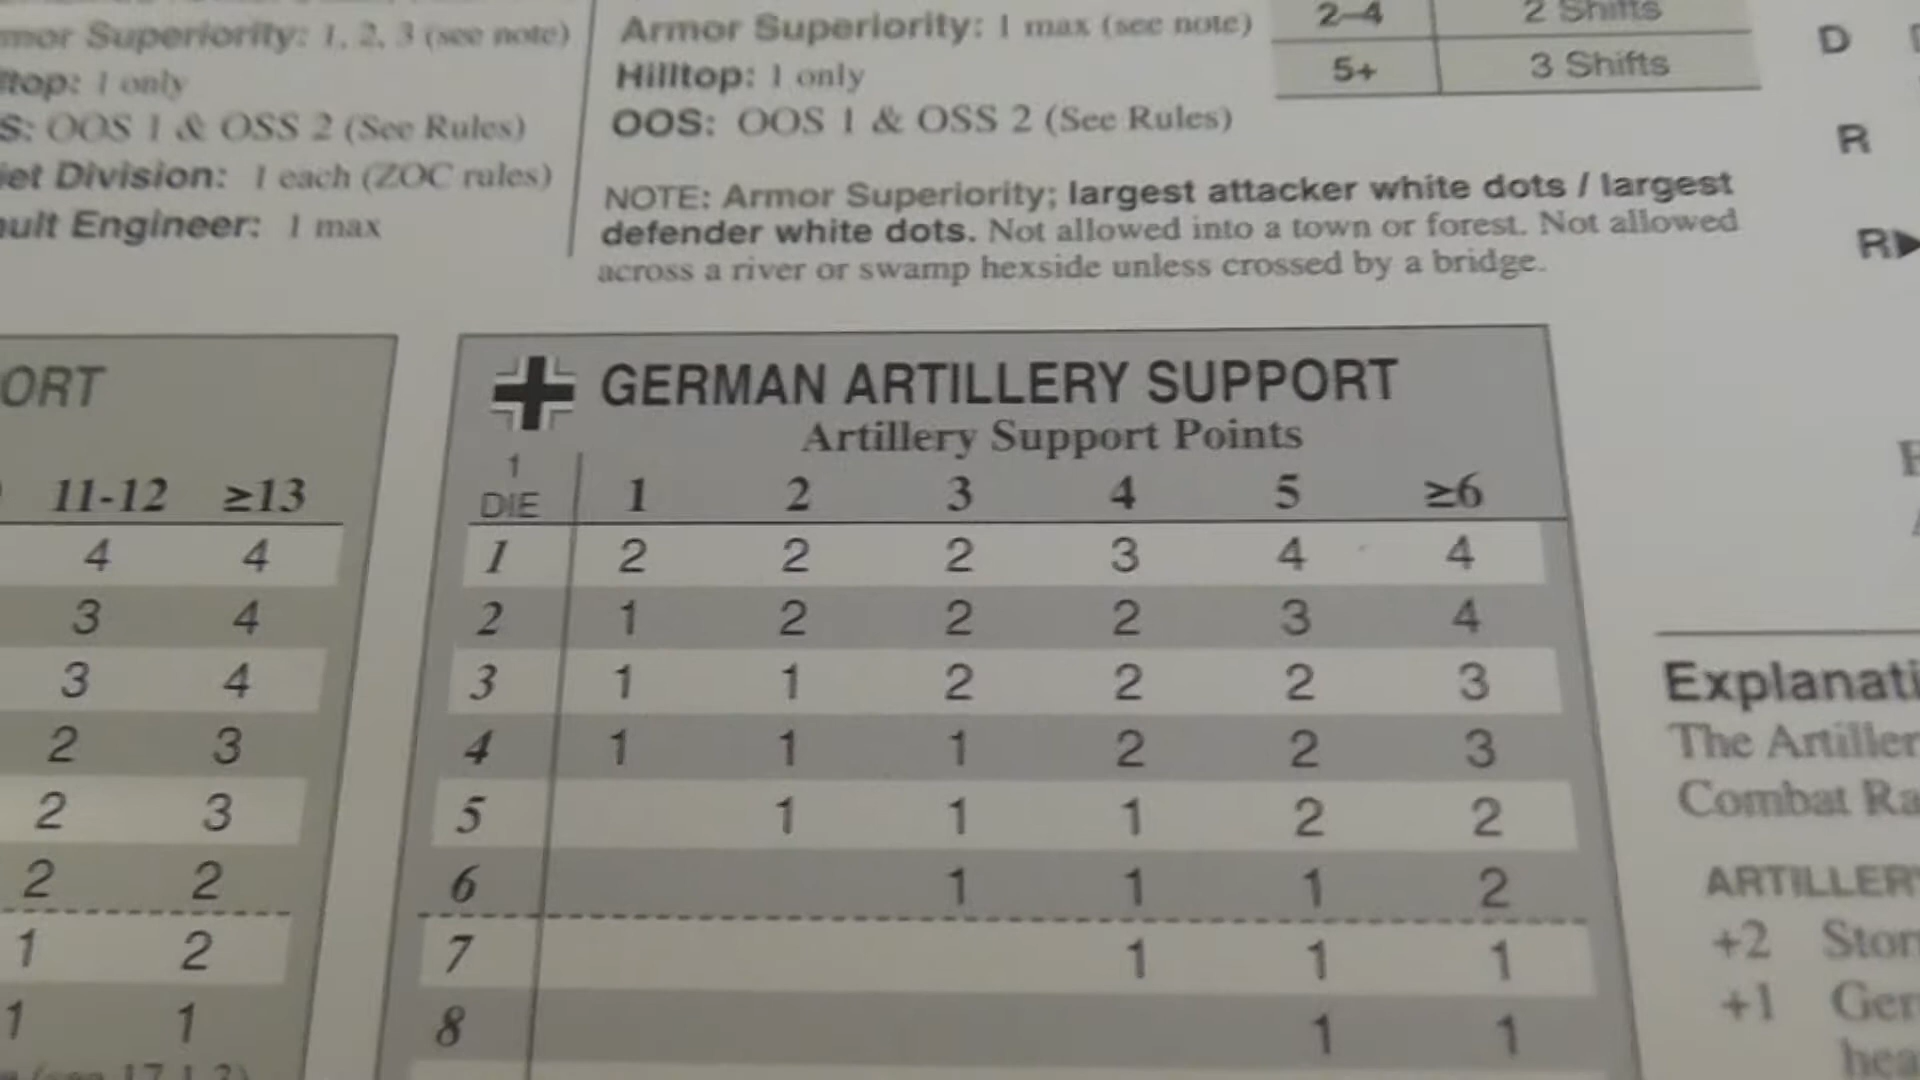 Superiority: 1, 2, 3 (see note)
1 only
OOS 1 & OSS 2 (See Rules)
Division: 1 each (ZOC rules)
Engineer: 1 max
Armor Superiority: 1 max (see note)
Hilltop: 1 only
OOS: OOS 1 & OSS 2 (See Rules)
NOTE: Armor Superiority; largest attacker white dots / largest
defender white dots. Not allowed into a town or forest. Not allowed
across a river or swamp hexside unless crossed by a bridge.
2–4 2 Shifts
5+ 3 Shifts
D
R
R▶
ORT
11-12 ≥13
4 4
3 4
3 4
2 3
2 3
2 2
1 2
1 1
GERMAN ARTILLERY SUPPORT
Artillery Support Points
1
DIE 1 2 3 4 5 ≥6
1 2 2 2 3 4 4
2 1 2 2 2 3 4
3 1 1 2 2 2 3
4 1 1 1 2 2 3
5 1 1 1 2 2
6 1 1 1 2
7 1 1 1
8 1 1
Explanati
The Artiller
Combat Ra
ARTILLERY
+2 Stor
+1 Ger
hea